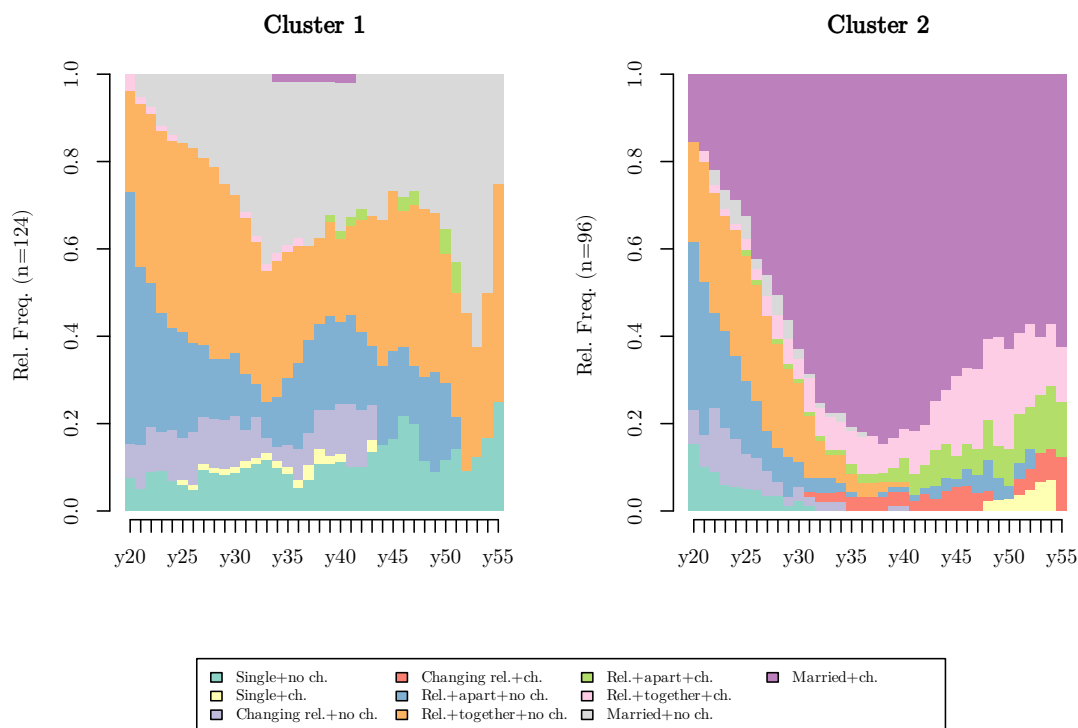 Cluster 1
Cluster 2
Rel. Freq. (n=124)
1.0
0.8
0.6
0.4
0.2
0.0
y20 y25 y30 y35 y40 y45 y50 y55
Rel. Freq. (n=96)
1.0
0.8
0.6
0.4
0.2
0.0
y20 y25 y30 y35 y40 y45 y50 y55
Single+no ch.
Single+ch.
Changing rel.+no ch.
Changing rel.+ch.
Rel.+apart+no ch.
Rel.+together+no ch.
Rel.+apart+ch.
Rel.+together+ch.
Married+no ch.
Married+ch.